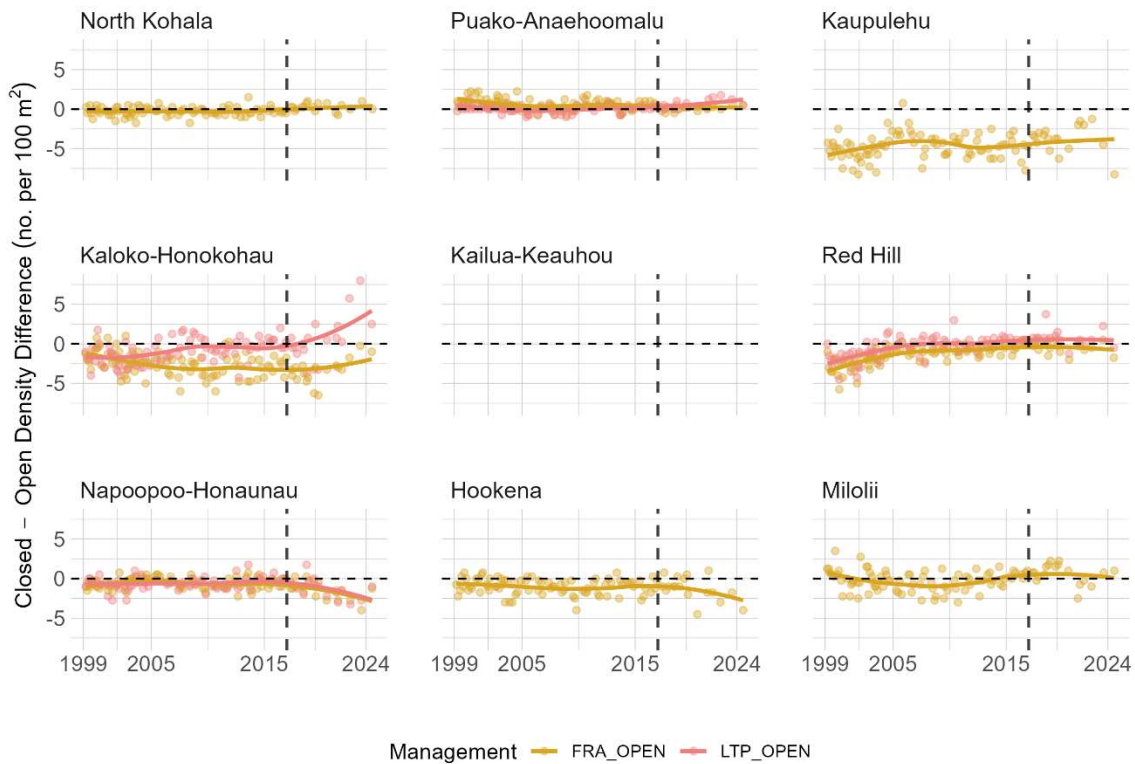 North Kohala
Puako-Anaehoomalu
Kaupulehu
5
0
-5
Kaloko-Honokohau
Kailua-Keauhou
Red Hill
5
0
-5
Napoopoo-Honaunau
Hookena
Milolii
5
0
-5
1999 2005 2015 2024
1999 2005 2015 2024
1999 2005 2015 2024
Closed − Open Density Difference (no. per 100 m²)
Management FRA_OPEN LTP_OPEN